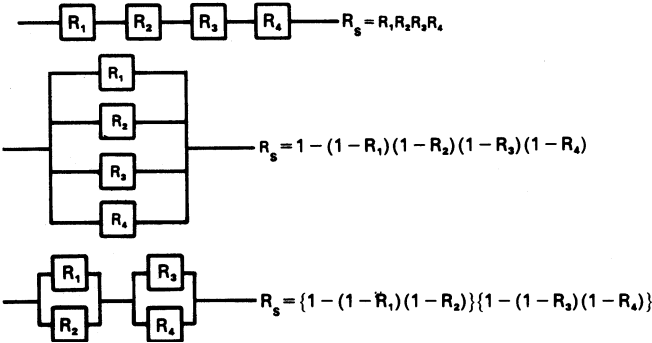 R₁ R₂ R₃ R₄ Rₛ = R₁R₂R₃R₄
R₁
R₂
Rₛ = 1 − (1 − R₁)(1 − R₂)(1 − R₃)(1 − R₄)
R₃
R₄
R₁ R₃
Rₛ = {1 − (1 − R₁)(1 − R₂)}{1 − (1 − R₃)(1 − R₄)}
R₂ R₄